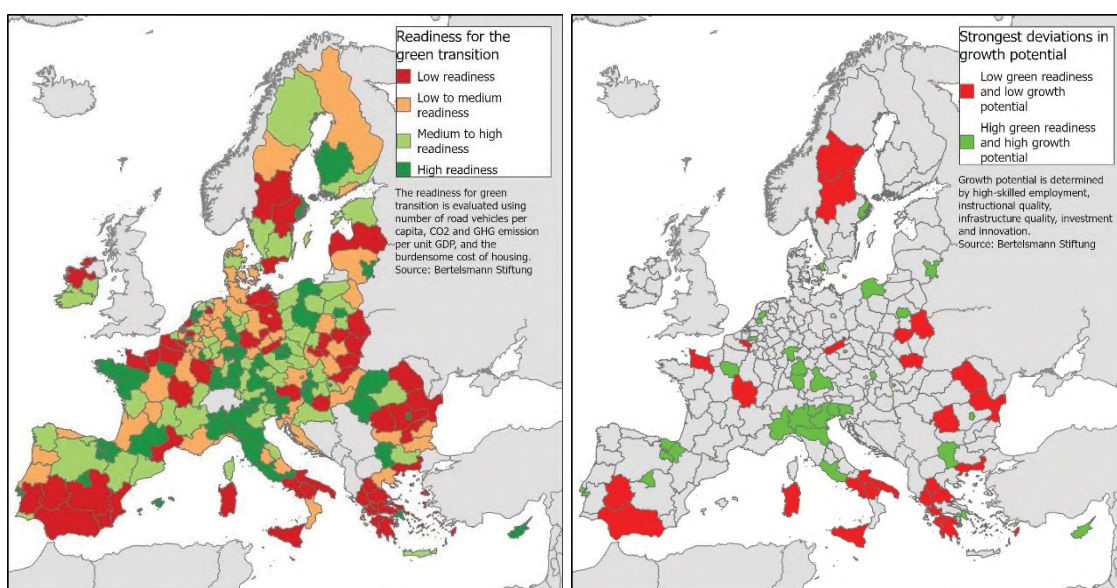 Readiness for the
green transition
Low readiness
Low to medium
readiness
Medium to high
readiness
High readiness
The readiness for green
transition is evaluated using
number of road vehicles per
capita, CO2 and GHG emission
per unit GDP, and the
burdensome cost of housing.
Source: Bertelsmann Stiftung
Strongest deviations in
growth potential
Low green readiness
and low growth
potential
High green readiness
and high growth
potential
Growth potential is determined
by high-skilled employment,
instructional quality,
infrastructure quality, investment
and innovation.
Source: Bertelsmann Stiftung